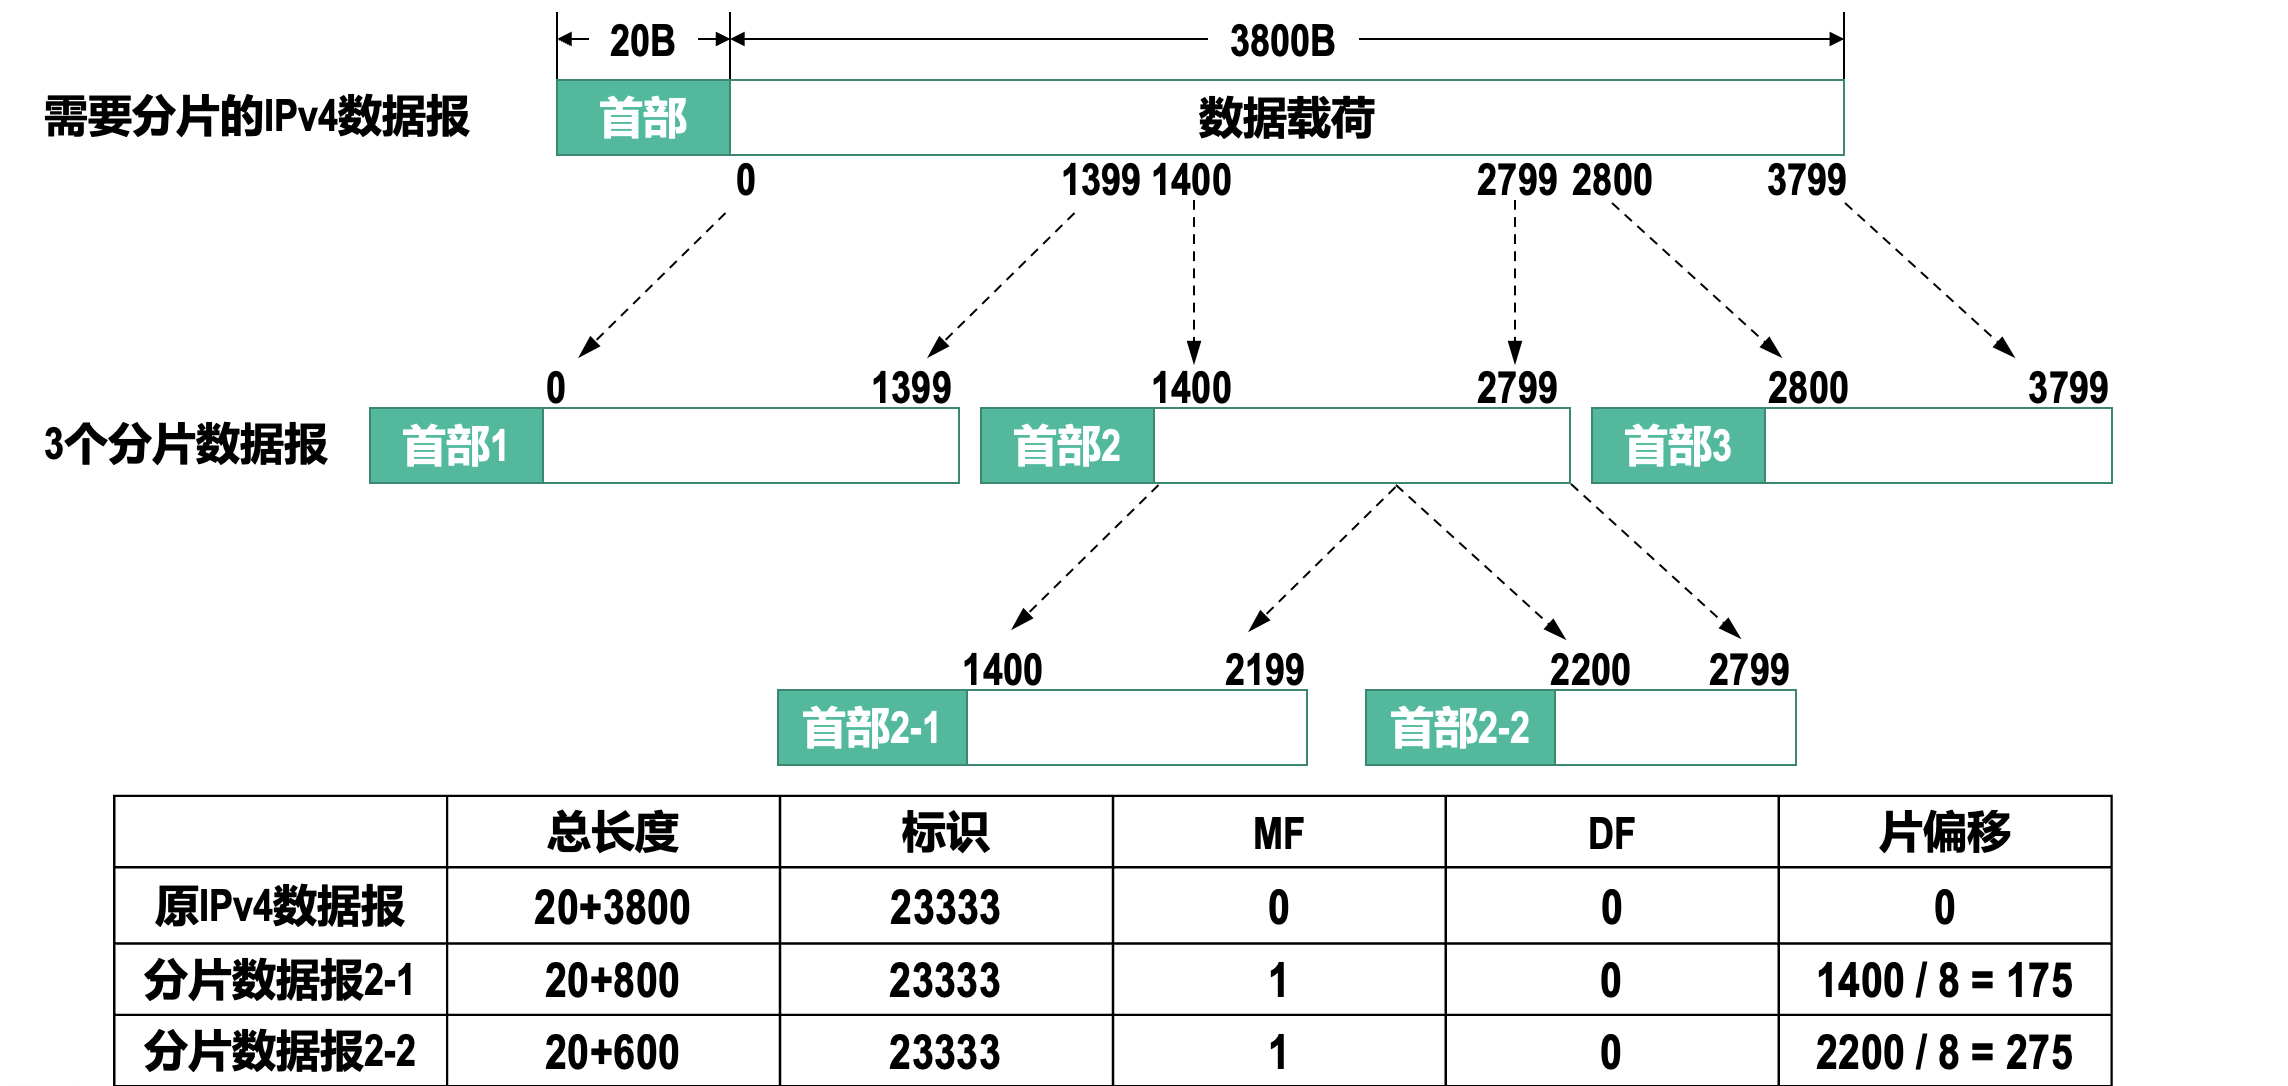 20B 3800B
需要分片的IPv4数据报 首部 数据载荷
0 1399 1400 2799 2800 3799
0 1399 1400 2799 2800 3799
3个分片数据报 首部1 首部2 首部3
1400 2199 2200 2799
首部2-1 首部2-2
总长度 标识 MF DF 片偏移
原IPv4数据报 20+3800 23333 0 0 0
分片数据报2-1 20+800 23333 1 0 1400 / 8 = 175
分片数据报2-2 20+600 23333 1 0 2200 / 8 = 275